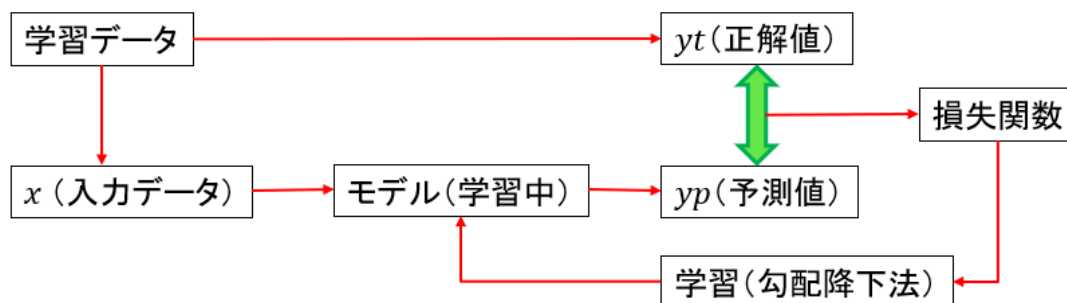 学習データ
yt(正解値)
損失関数
x (入力データ)
モデル(学習中)
yp(予測値)
学習(勾配降下法)